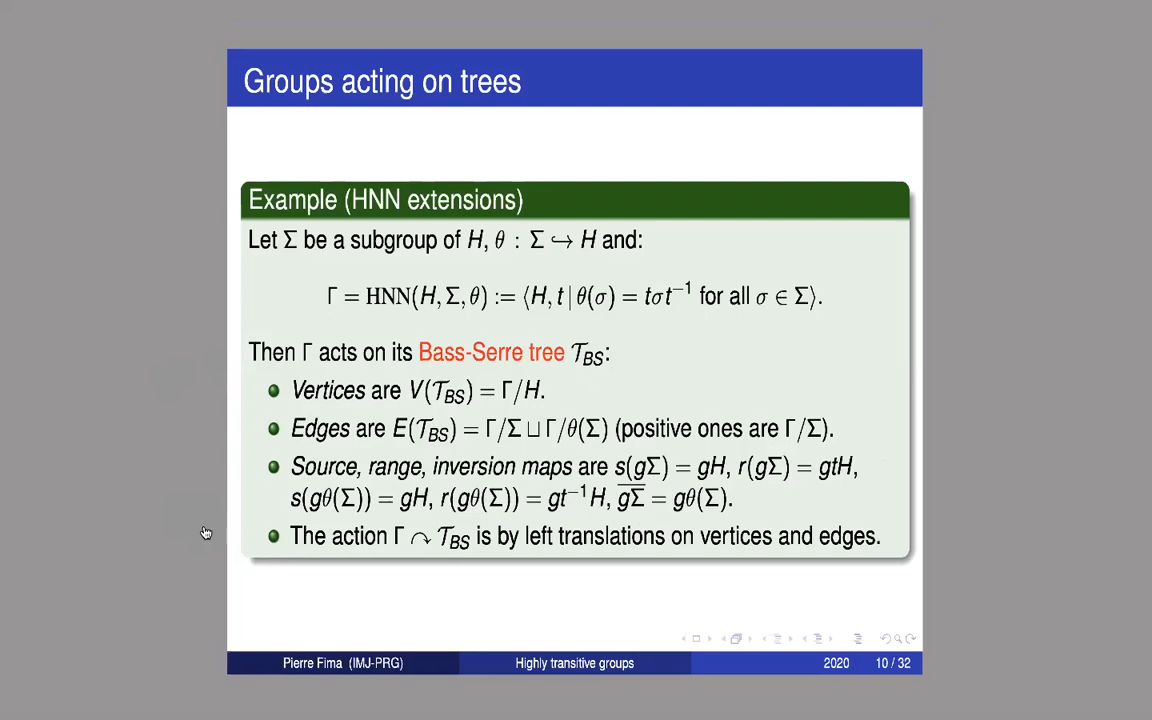 Groups acting on trees
Example (HNN extensions)
Let Σ be a subgroup of H, θ : Σ ↪ H and:
Γ = HNN(H, Σ, θ) := ⟨H, t | θ(σ) = tσt⁻¹ for all σ ∈ Σ⟩.
Then Γ acts on its Bass-Serre tree 𝒯_BS:
Vertices are V(𝒯_BS) = Γ/H.
Edges are E(𝒯_BS) = Γ/Σ ⊔ Γ/θ(Σ) (positive ones are Γ/Σ).
Source, range, inversion maps are s(gΣ) = gH, r(gΣ) = gtH,
s(gθ(Σ)) = gH, r(gθ(Σ)) = gt⁻¹H, \overline{gΣ} = gθ(Σ).
The action Γ ↷ 𝒯_BS is by left translations on vertices and edges.
Pierre Fima (IMJ-PRG) Highly transitive groups 2020 10 / 32